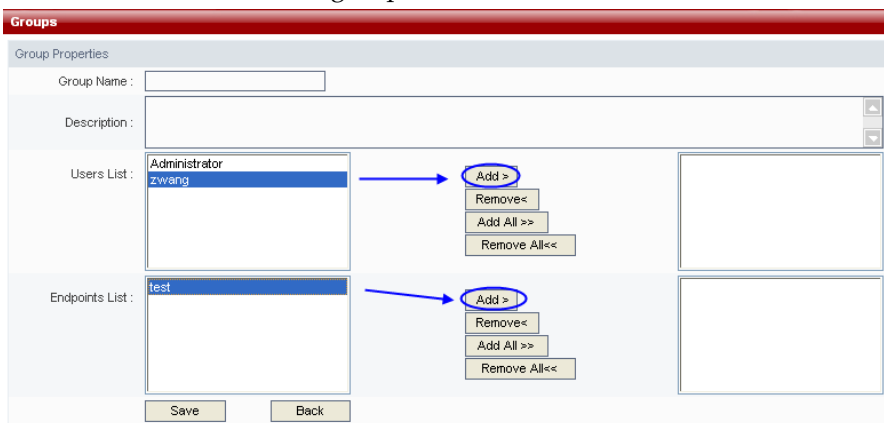 Groups
Group Properties
Group Name :
Description :
Users List :
Administrator
zwang
Add >
Remove<
Add All >>
Remove All<<
Endpoints List :
test
Add >
Remove<
Add All >>
Remove All<<
Save Back